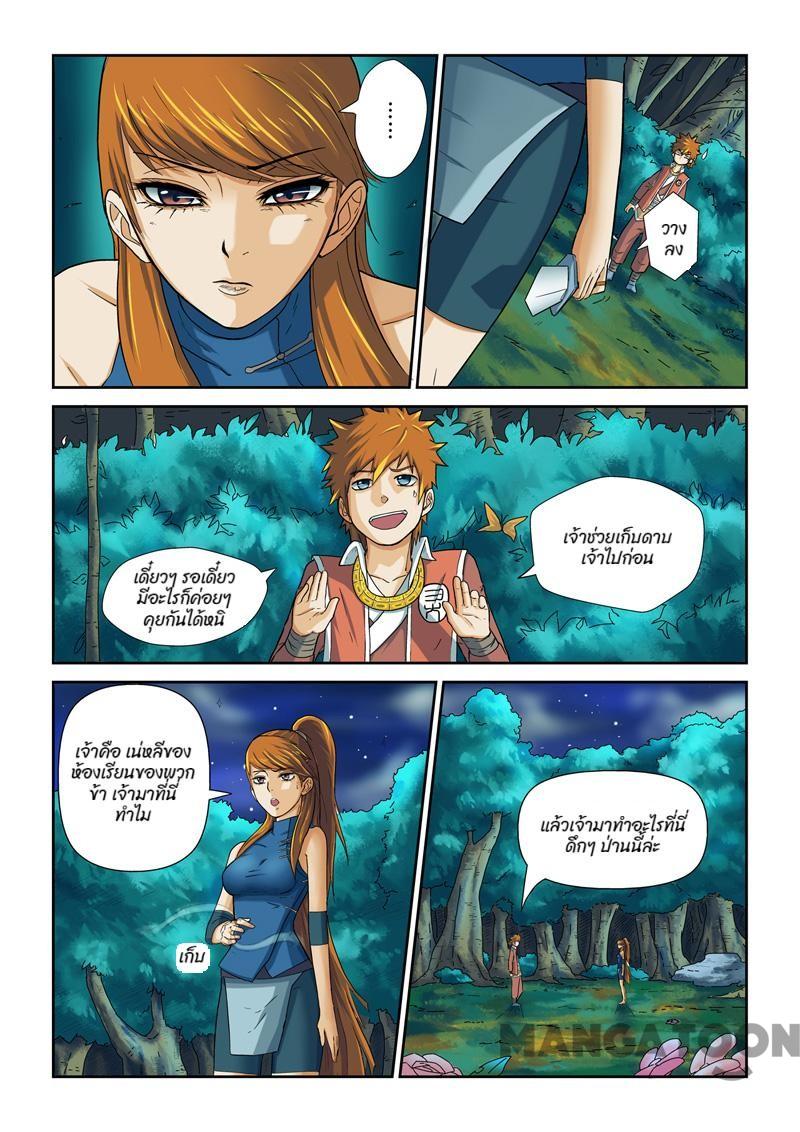 ......
วาง
ลง
เดี๋ยวๆ รอเดี๋ยว
มีอะไรก็ค่อยๆ
คุยกันได้หนิ
เจ้าช่วยเก็บดาบ
เจ้าไปก่อน
เจ้าคือ เน่หลีของ
ห้องเรียนของพวก
ข้า เจ้ามาที่นี่
ทำไม
เก็บ
แล้วเจ้ามาทำอะไรที่นี่
ดึกๆ ป่านนี้ล่ะ
MANGATOON